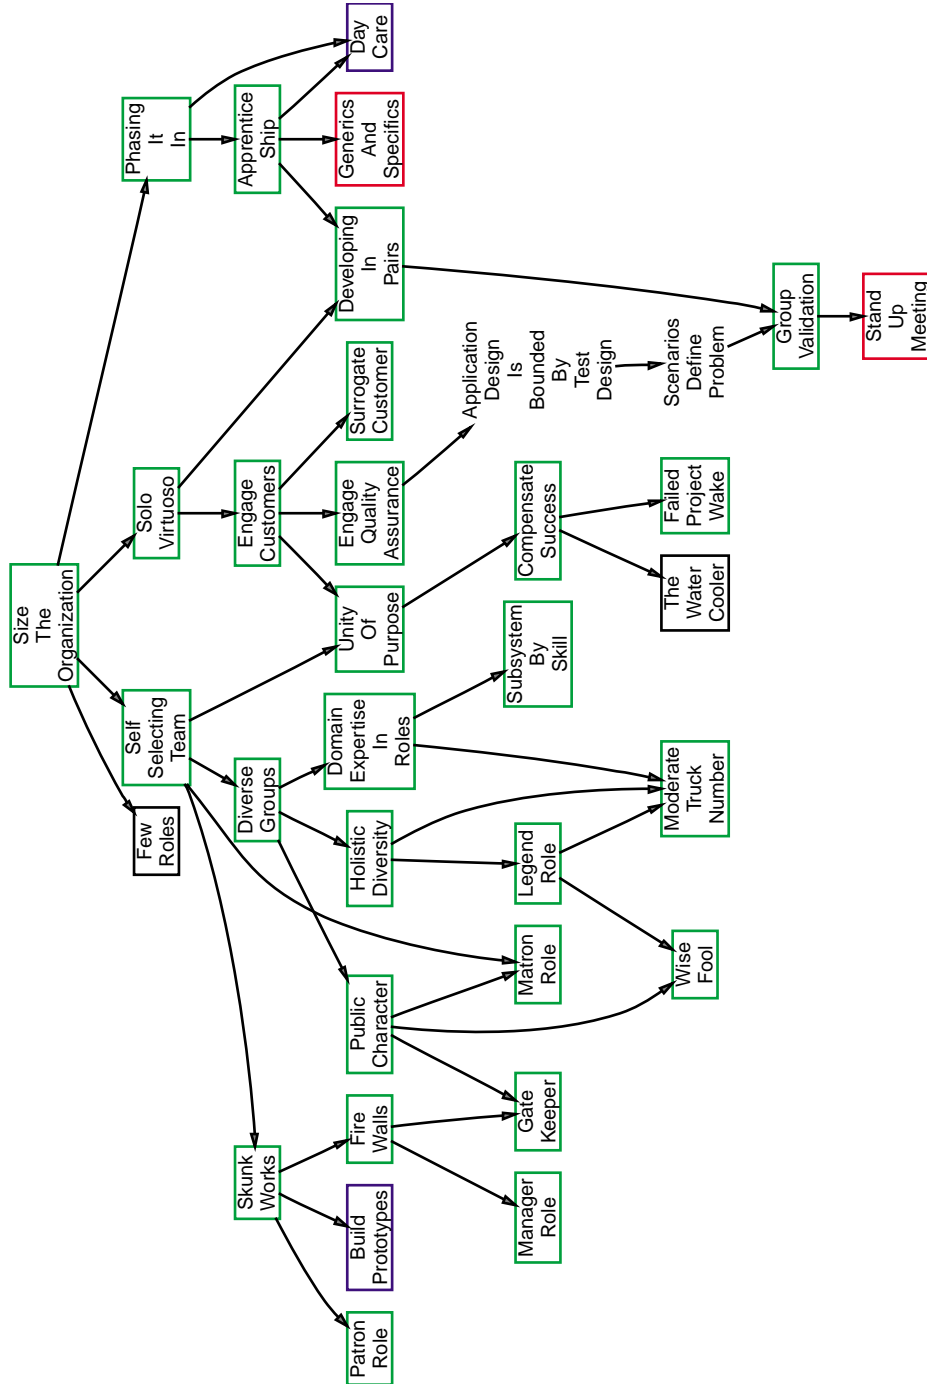 Size
The
Organization
Few
Roles
Self
Selecting
Team
Solo
Virtuoso
Phasing
It
In
Skunk
Works
Diverse
Groups
Engage
Customers
Apprentice
Ship
Patron
Role
Build
Prototypes
Fire
Walls
Public
Character
Holistic
Diversity
Domain
Expertise
In
Roles
Unity
Of
Purpose
Engage
Quality
Assurance
Surrogate
Customer
Developing
In
Pairs
Generics
And
Specifics
Day
Care
Manager
Role
Gate
Keeper
Matron
Role
Legend
Role
Subsystem
By
Skill
Compensate
Success
Application
Design
Is
Bounded
By
Test
Design
Wise
Fool
Moderate
Truck
Number
The
Water
Cooler
Failed
Project
Wake
Scenarios
Define
Problem
Group
Validation
Stand
Up
Meeting